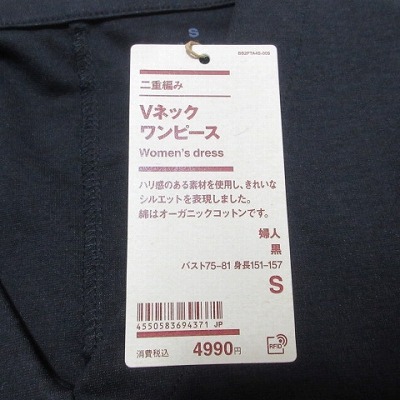 S
二重編み
Vネック
ワンピース
Women's dress
ハリ感のある素材を使用し、きれいな
シルエットを表現しました。
綿はオーガニックコットンです。
婦人
黒
バスト75-81 身長151-157
S
4550583694371 JP
消費税込 4990円
RFID